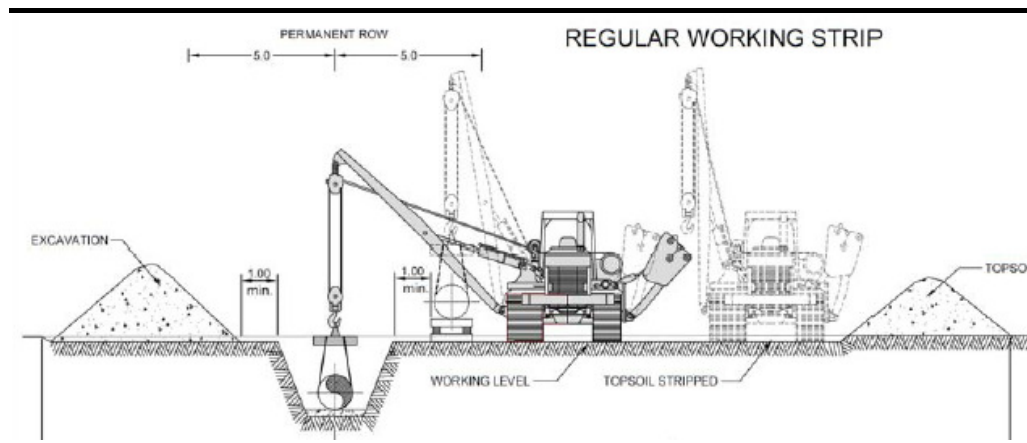 PERMANENT ROW
REGULAR WORKING STRIP
5.0
5.0
EXCAVATION
1.00
min.
1.00
min.
TOPSO
WORKING LEVEL
TOPSOIL STRIPPED